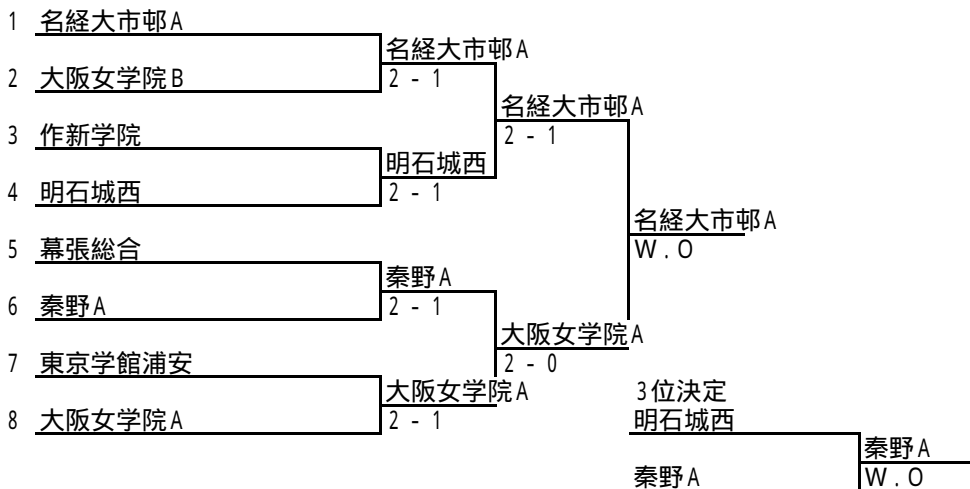 1 名経大市邨A
名経大市邨A
2 大阪女学院B
2 - 1
名経大市邨A
3 作新学院
2 - 1
明石城西
4 明石城西
2 - 1
名経大市邨A
5 幕張総合
W.O
秦野A
6 秦野A
2 - 1
大阪女学院A
7 東京学館浦安
2 - 0
大阪女学院A
3位決定
8 大阪女学院A
2 - 1
明石城西
秦野A
秦野A
W.O